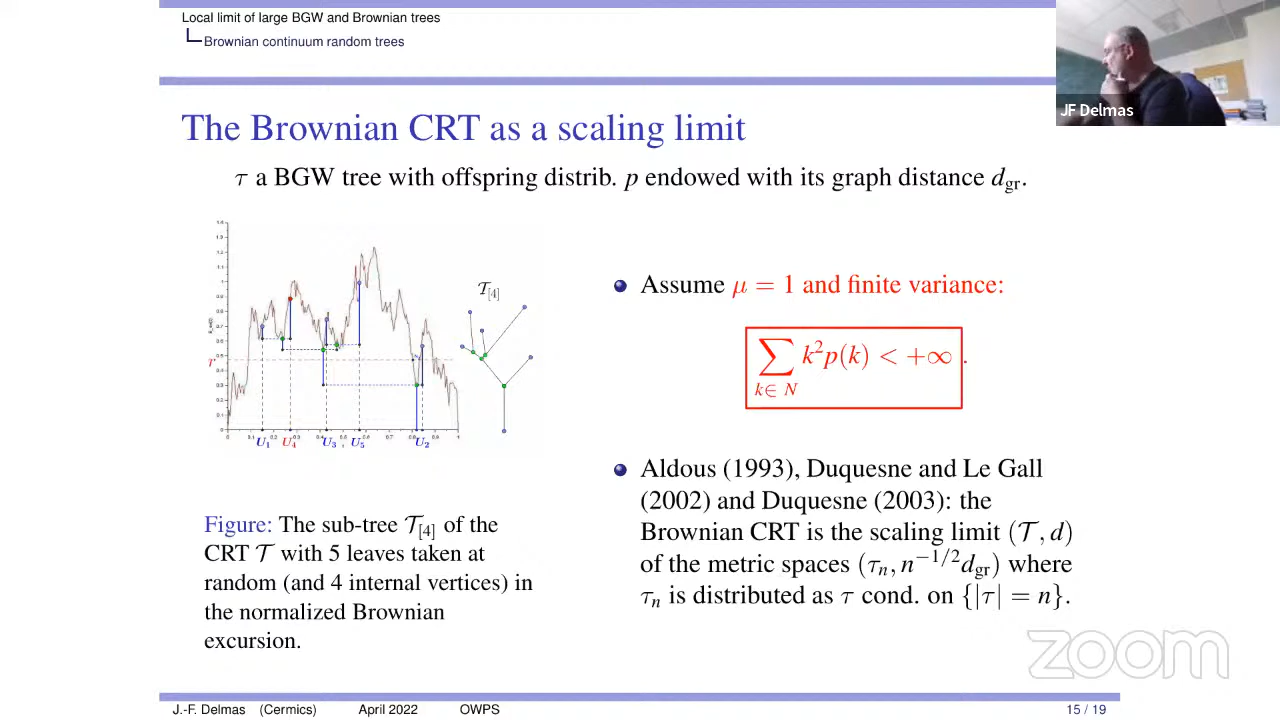 Local limit of large BGW and Brownian trees
Brownian continuum random trees
JF Delmas
The Brownian CRT as a scaling limit
τ a BGW tree with offspring distrib. p endowed with its graph distance d_gr.
𝒯_[4]
r
U_1 U_4 U_3 U_5 U_2
Assume μ = 1 and finite variance:
∑_{k∈ N} k²p(k) < +∞.
Aldous (1993), Duquesne and Le Gall
(2002) and Duquesne (2003): the
Brownian CRT is the scaling limit (𝒯, d)
of the metric spaces (τ_n, n^{−1/2}d_gr) where
τ_n is distributed as τ cond. on {|τ| = n}.
Figure: The sub-tree 𝒯_[4] of the
CRT 𝒯 with 5 leaves taken at
random (and 4 internal vertices) in
the normalized Brownian
excursion.
zoom
J.-F. Delmas (Cermics) April 2022 OWPS 15 / 19